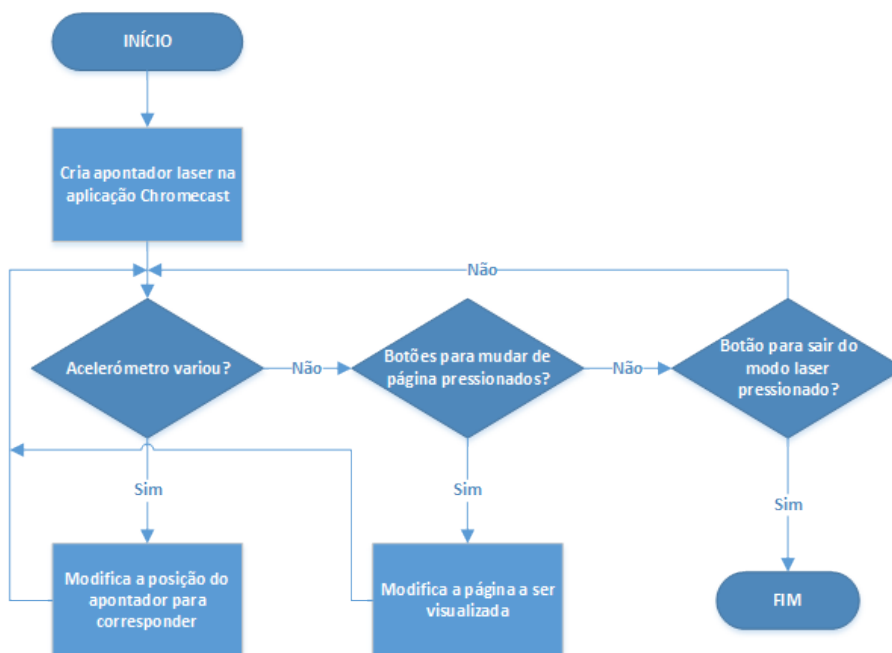 INÍCIO
Cria apontador laser na
aplicação Chromecast
Não
Acelerómetro variou?
Não
Botões para mudar de
página pressionados?
Não
Botão para sair do
modo laser
pressionado?
Sim
Sim
Sim
Modifica a posição do
apontador para
corresponder
Modifica a página a ser
visualizada
FIM